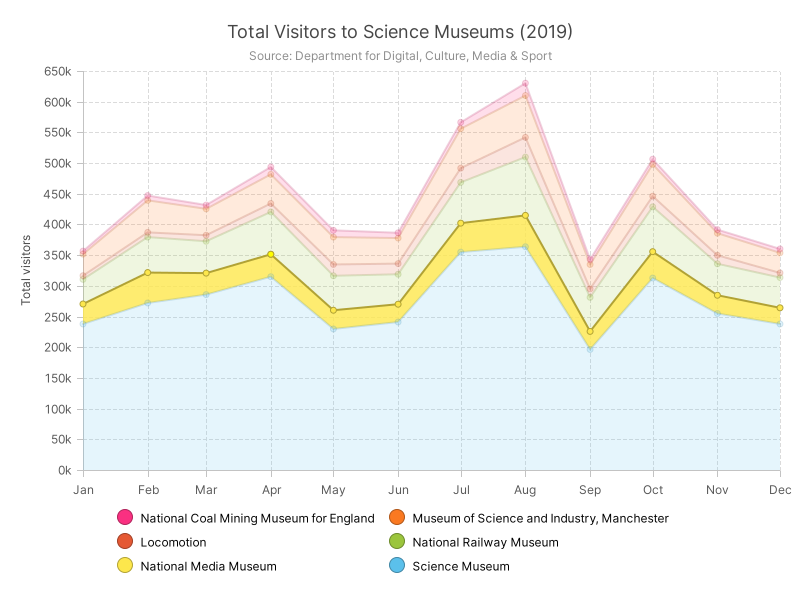 Total Visitors to Science Museums (2019)
Source: Department for Digital, Culture, Media & Sport
650k
600k
550k
500k
450k
400k
350k
300k
250k
200k
150k
100k
50k
0k
Total visitors
Jan Feb Mar Apr May Jun Jul Aug Sep Oct Nov Dec
National Coal Mining Museum for England Museum of Science and Industry, Manchester
Locomotion National Railway Museum
National Media Museum Science Museum